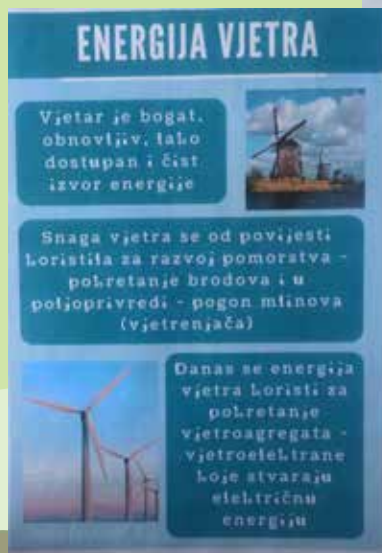 ENERGIJA VJETRA
Vjetar je bogat,
obnovljiv, lako
dostupan i čist
izvor energije
Snaga vjetra se od povijesti
koristila za razvoj pomorstva -
pokretanje brodova i u
poljoprivredi - pogon mlinova
(vjetrenjača)
Danas se energija
vjetra koristi za
pokretanje
vjetroagregata -
vjetroelektrane
koje stvaraju
električnu
energiju